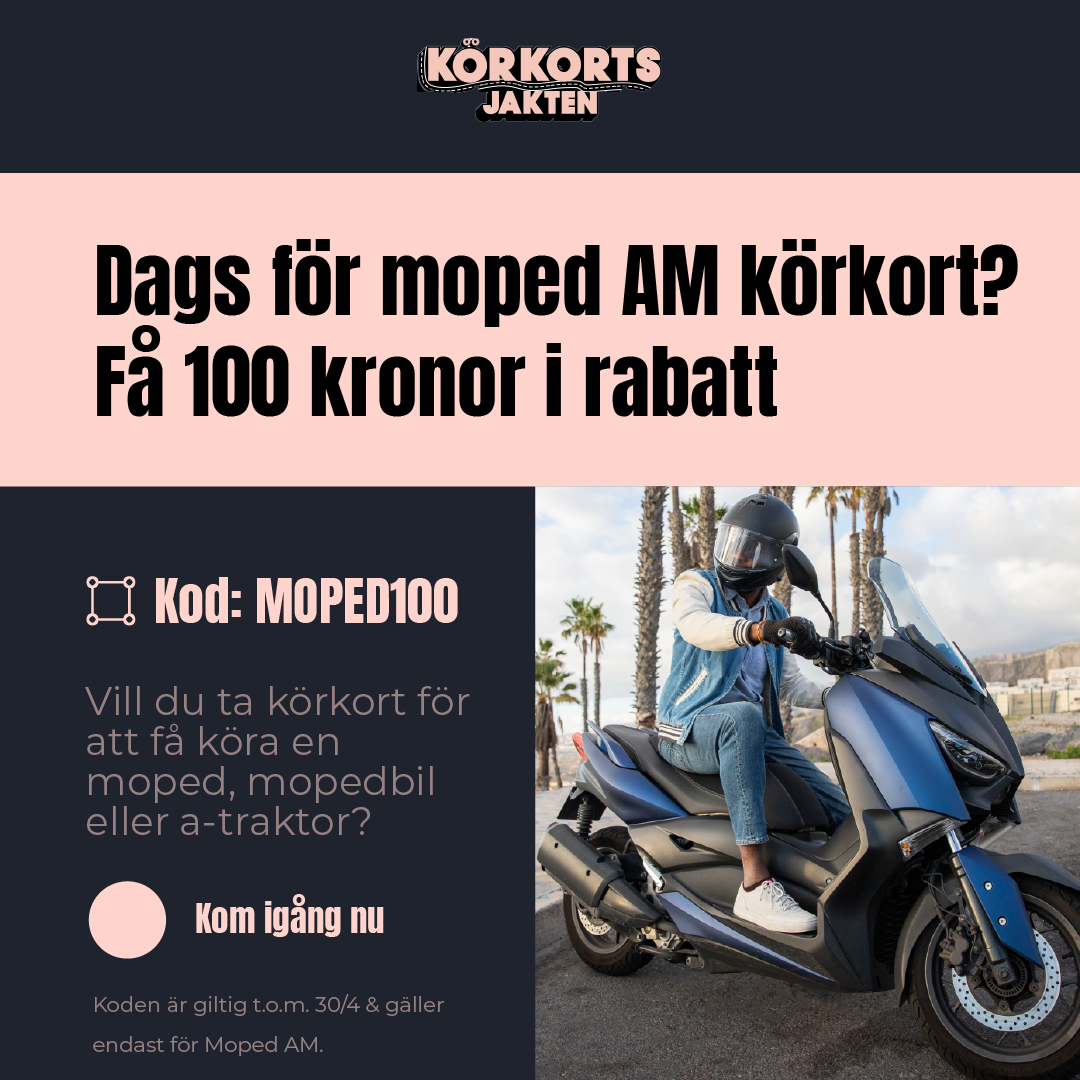 KÖRKORTS
JAKTEN
Dags för moped AM körkort?
Få 100 kronor i rabatt
Kod: MOPED100
Vill du ta körkort för
att få köra en
moped, mopedbil
eller a-traktor?
Kom igång nu
Koden är giltig t.o.m. 30/4 & gäller
endast för Moped AM.